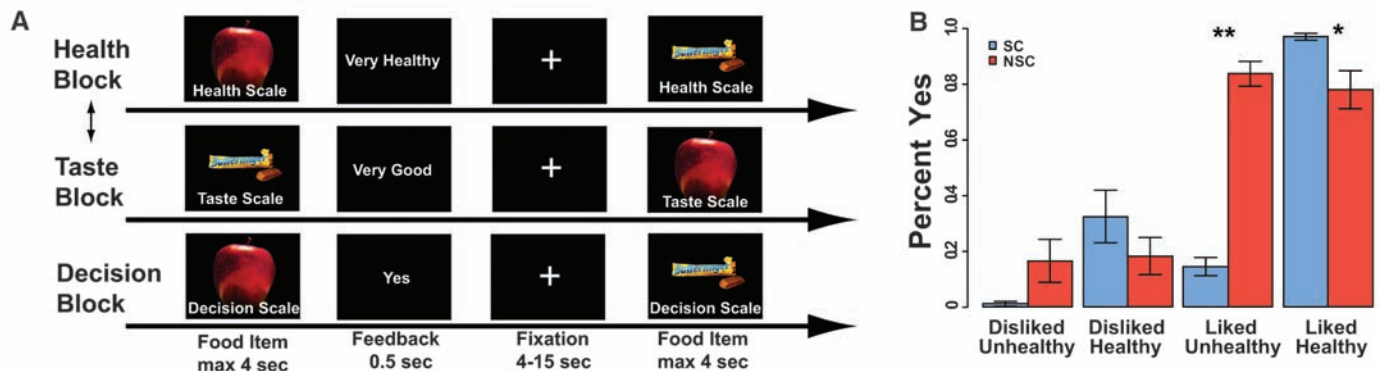 A
Health
Block
Health Scale
Very Healthy
+
Butterfinger
Health Scale
Taste
Block
Butterfinger
Taste Scale
Very Good
+
Taste Scale
Decision
Block
Decision Scale
Yes
+
Butterfinger
Decision Scale
Food Item
max 4 sec
Feedback
0.5 sec
Fixation
4-15 sec
Food Item
max 4 sec
B
Percent Yes
1.0
0.8
0.6
0.4
0.2
0
SC
NSC
**
*
Disliked
Unhealthy
Disliked
Healthy
Liked
Unhealthy
Liked
Healthy